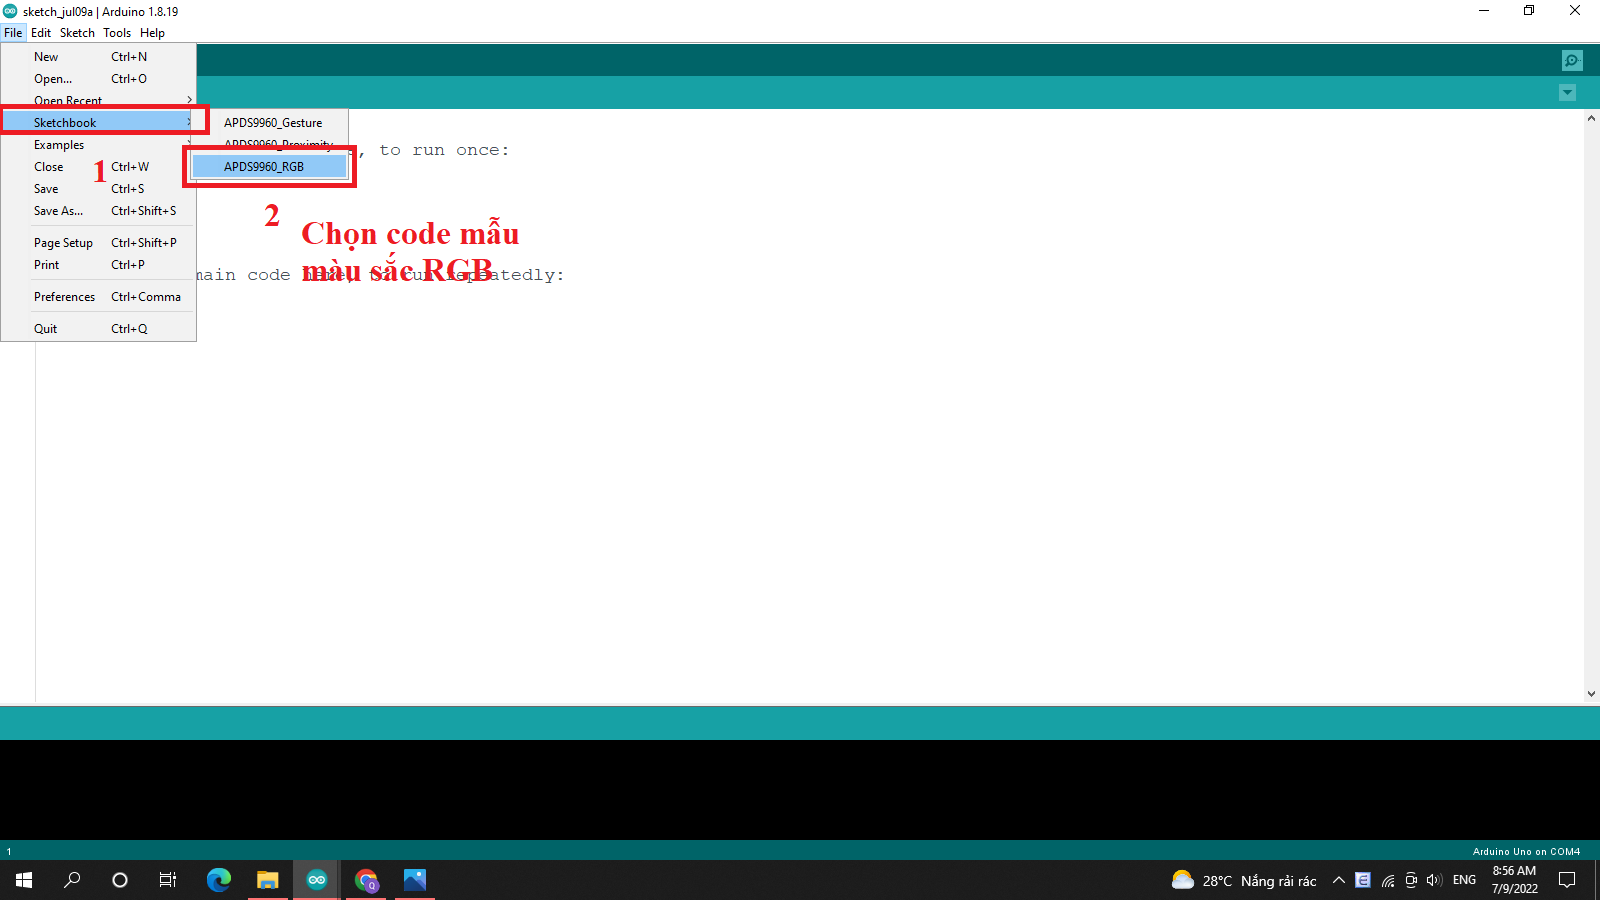 sketch_jul09a | Arduino 1.8.19
File Edit Sketch Tools Help
New Ctrl+N
Open... Ctrl+O
Open Recent
Sketchbook
APDS9960_Gesture
Examples
APDS9960_Proximity
, to run once:
Close Ctrl+W
APDS9960_RGB
1
Save Ctrl+S
Save As... Ctrl+Shift+S
2
Chọn code mẫu
màu sắc RGB
Page Setup Ctrl+Shift+P
Print Ctrl+P
main code here, to run repeatedly:
Preferences Ctrl+Comma
Quit Ctrl+Q
1
Arduino Uno on COM4
28°C Nắng rải rác
ENG
8:56 AM
7/9/2022